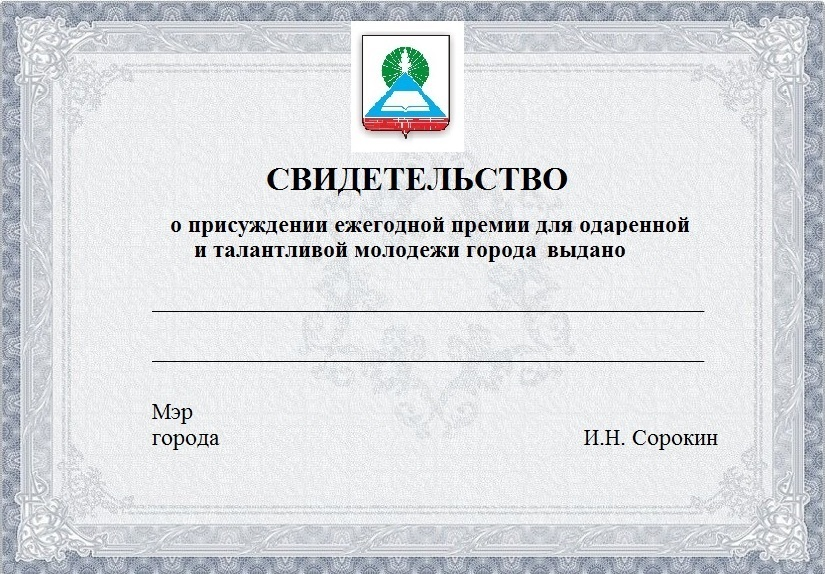 СВИДЕТЕЛЬСТВО
о присуждении ежегодной премии для одаренной
и талантливой молодежи города выдано
Мэр
города
И.Н. Сорокин